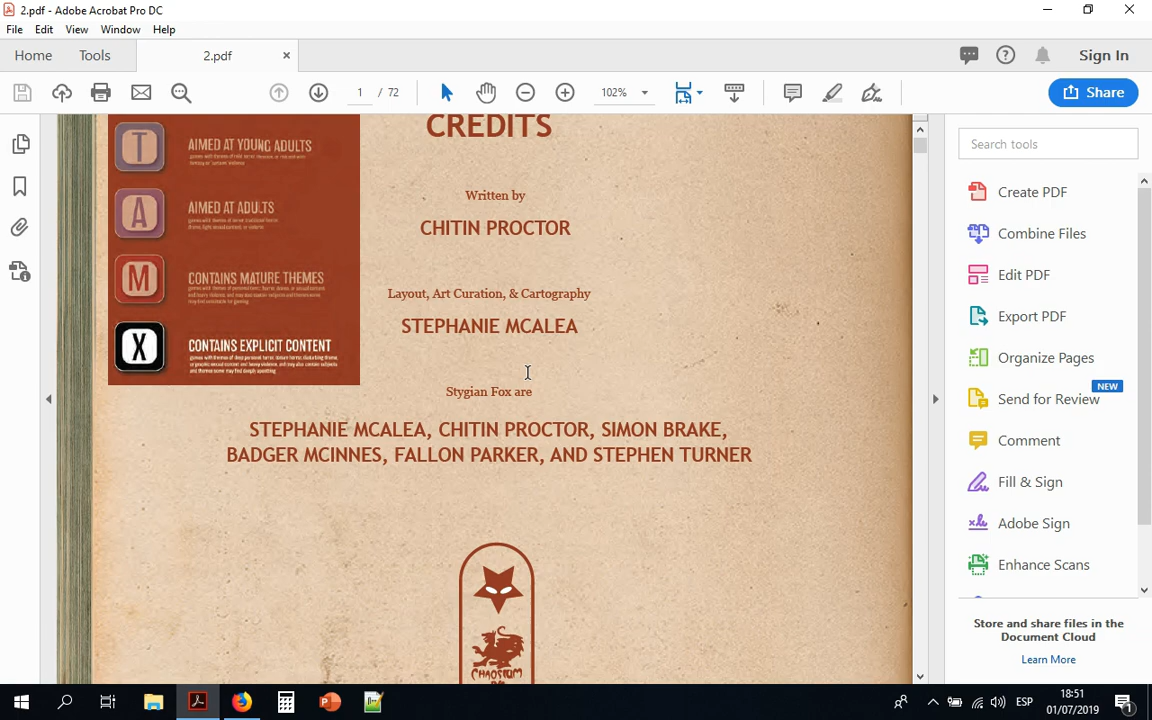 2.pdf - Adobe Acrobat Pro DC
File Edit View Window Help
Home Tools 2.pdf
Sign In
1 / 72
102%
Share
CREDITS
T
AIMED AT YOUNG ADULTS
A
AIMED AT ADULTS
M
CONTAINS MATURE THEMES
X
CONTAINS EXPLICIT CONTENT
Written by
CHITIN PROCTOR
Layout, Art Curation, & Cartography
STEPHANIE MCALEA
Stygian Fox are
STEPHANIE MCALEA, CHITIN PROCTOR, SIMON BRAKE,
BADGER MCINNES, FALLON PARKER, AND STEPHEN TURNER
CHAOSIUM
Search tools
Create PDF
Combine Files
Edit PDF
Export PDF
Organize Pages
NEW
Send for Review
Comment
Fill & Sign
Adobe Sign
Enhance Scans
Store and share files in the
Document Cloud
Learn More
ESP
18:51
01/07/2019
1